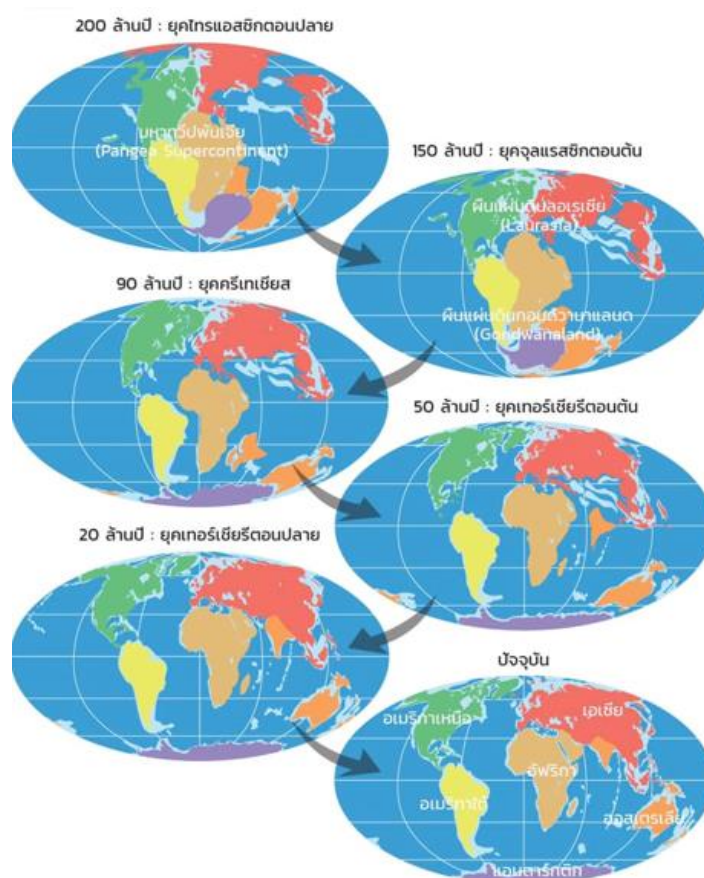 200 ล้านปี : ยุคไทรแอสซิกตอนปลาย
มหาทวีปพันเจีย
(Pangea Supercontinent)
150 ล้านปี : ยุคจุลแรสซิกตอนต้น
ผืนแผ่นดินลอเรเซีย
(Laurasia)
ผืนแผ่นดินกอนด์วานาแลนด
(Gondwanaland)
90 ล้านปี : ยุคครีเทเชียส
50 ล้านปี : ยุคเทอร์เชียรีตอนต้น
20 ล้านปี : ยุคเทอร์เชียรีตอนปลาย
ปัจจุบัน
อเมริกาเหนือ
เอเซีย
อัฟริกา
อเมริกาใต้
ออสเตรเลีย
แอนตาร์กติก